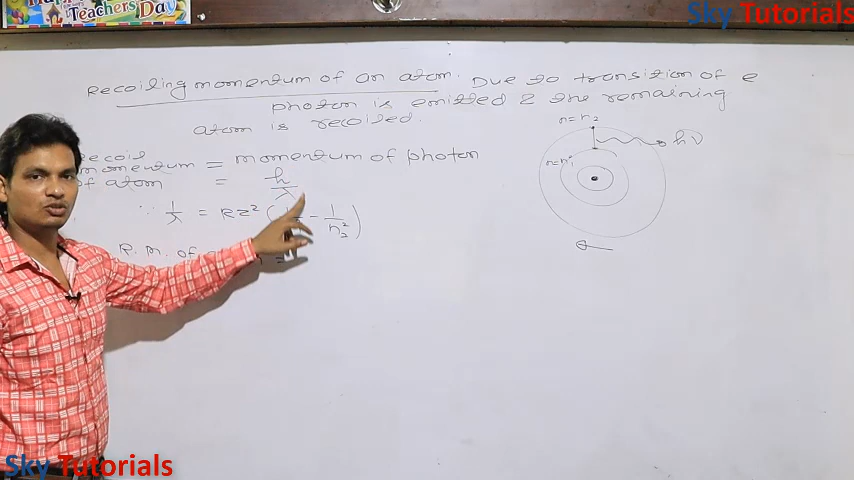 Teachers Day
Sky Tutorials
Recoiling momentum of an atom. Due to transition of e
photon is emitted & the remaining
atom is recoiled.
n=n2
hν
n=n1
recoil
momentum = momentum of photon
of atom = h/λ
∵ 1/λ = RZ² ( - 1/n₂² )
R. M. of =
Sky Tutorials